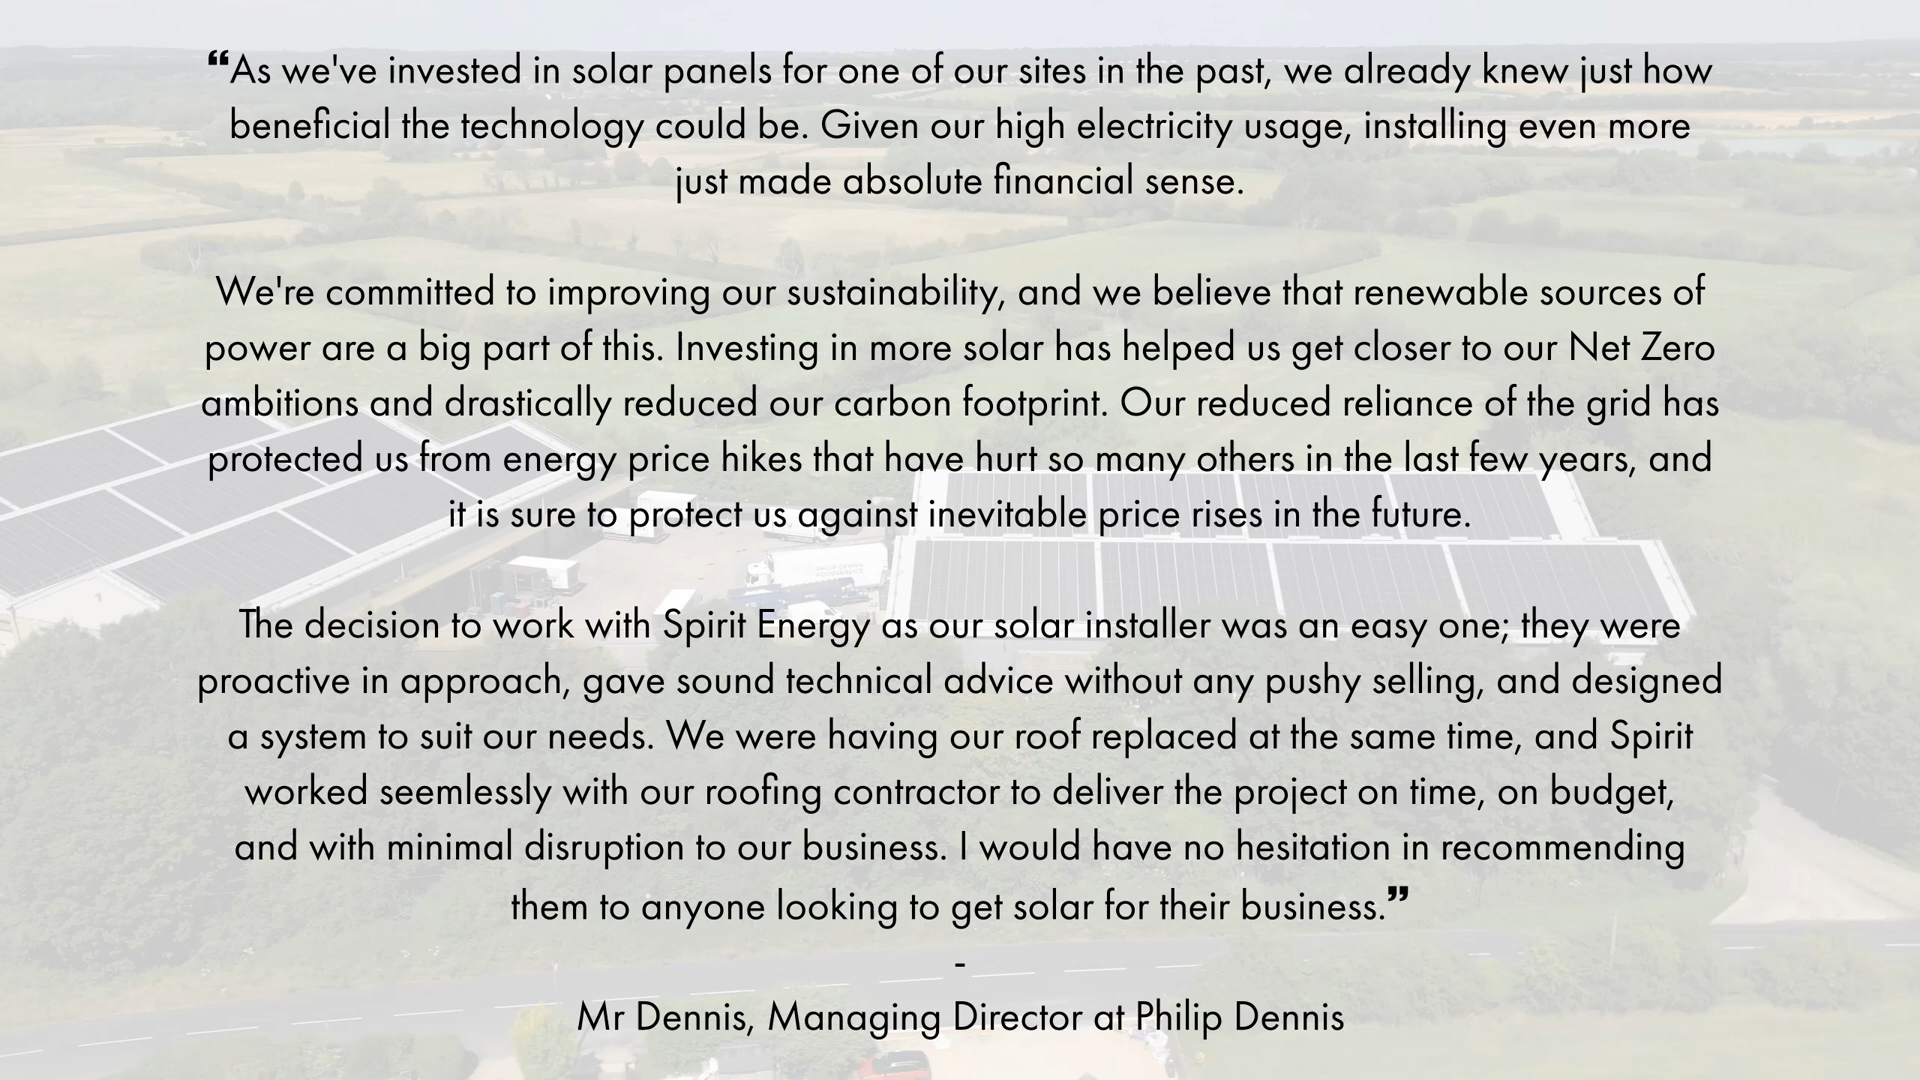 “As we've invested in solar panels for one of our sites in the past, we already knew just how
beneficial the technology could be. Given our high electricity usage, installing even more
just made absolute financial sense.
We're committed to improving our sustainability, and we believe that renewable sources of
power are a big part of this. Investing in more solar has helped us get closer to our Net Zero
ambitions and drastically reduced our carbon footprint. Our reduced reliance of the grid has
protected us from energy price hikes that have hurt so many others in the last few years, and
it is sure to protect us against inevitable price rises in the future.
PHILIP DENNIS
FOODSERVICE
The decision to work with Spirit Energy as our solar installer was an easy one; they were
proactive in approach, gave sound technical advice without any pushy selling, and designed
a system to suit our needs. We were having our roof replaced at the same time, and Spirit
worked seemlessly with our roofing contractor to deliver the project on time, on budget,
and with minimal disruption to our business. I would have no hesitation in recommending
them to anyone looking to get solar for their business.”
-
Mr Dennis, Managing Director at Philip Dennis